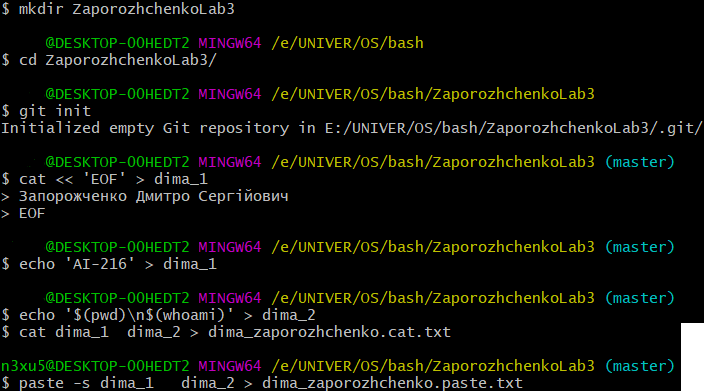 $ mkdir ZaporozhchenkoLab3
@DESKTOP-OOHEDT2 MINGW64 /e/UNIVER/OS/bash
$ cd ZaporozhchenkoLab3/
@DESKTOP-OOHEDT2 MINGW64 /e/UNIVER/OS/bash/ZaporozhchenkoLab3
$ git init
Initialized empty Git repository in E:/UNIVER/OS/bash/ZaporozhchenkoLab3/.git/
@DESKTOP-OOHEDT2 MINGW64 /e/UNIVER/OS/bash/ZaporozhchenkoLab3 (master)
$ cat << 'EOF' > dima_1
> Запорожченко Дмитро Сергійович
> EOF
@DESKTOP-OOHEDT2 MINGW64 /e/UNIVER/OS/bash/ZaporozhchenkoLab3 (master)
$ echo 'AI-216' > dima_1
@DESKTOP-OOHEDT2 MINGW64 /e/UNIVER/OS/bash/ZaporozhchenkoLab3 (master)
$ echo '$(pwd)\n$(whoami)' > dima_2
$ cat dima_1  dima_2 > dima_zaporozhchenko.cat.txt
n3xu5@DESKTOP-OOHEDT2 MINGW64 /e/UNIVER/OS/bash/ZaporozhchenkoLab3 (master)
$ paste -s dima_1   dima_2 > dima_zaporozhchenko.paste.txt